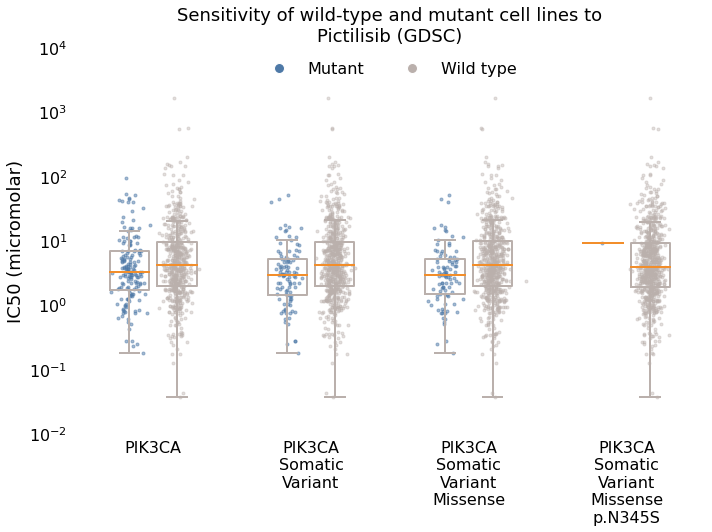 Sensitivity of wild-type and mutant cell lines to
Pictilisib (GDSC)
Mutant
Wild type
IC50 (micromolar)
10⁴
10³
10²
10¹
10⁰
10⁻¹
10⁻²
PIK3CA
PIK3CA
Somatic
Variant
PIK3CA
Somatic
Variant
Missense
PIK3CA
Somatic
Variant
Missense
p.N345S